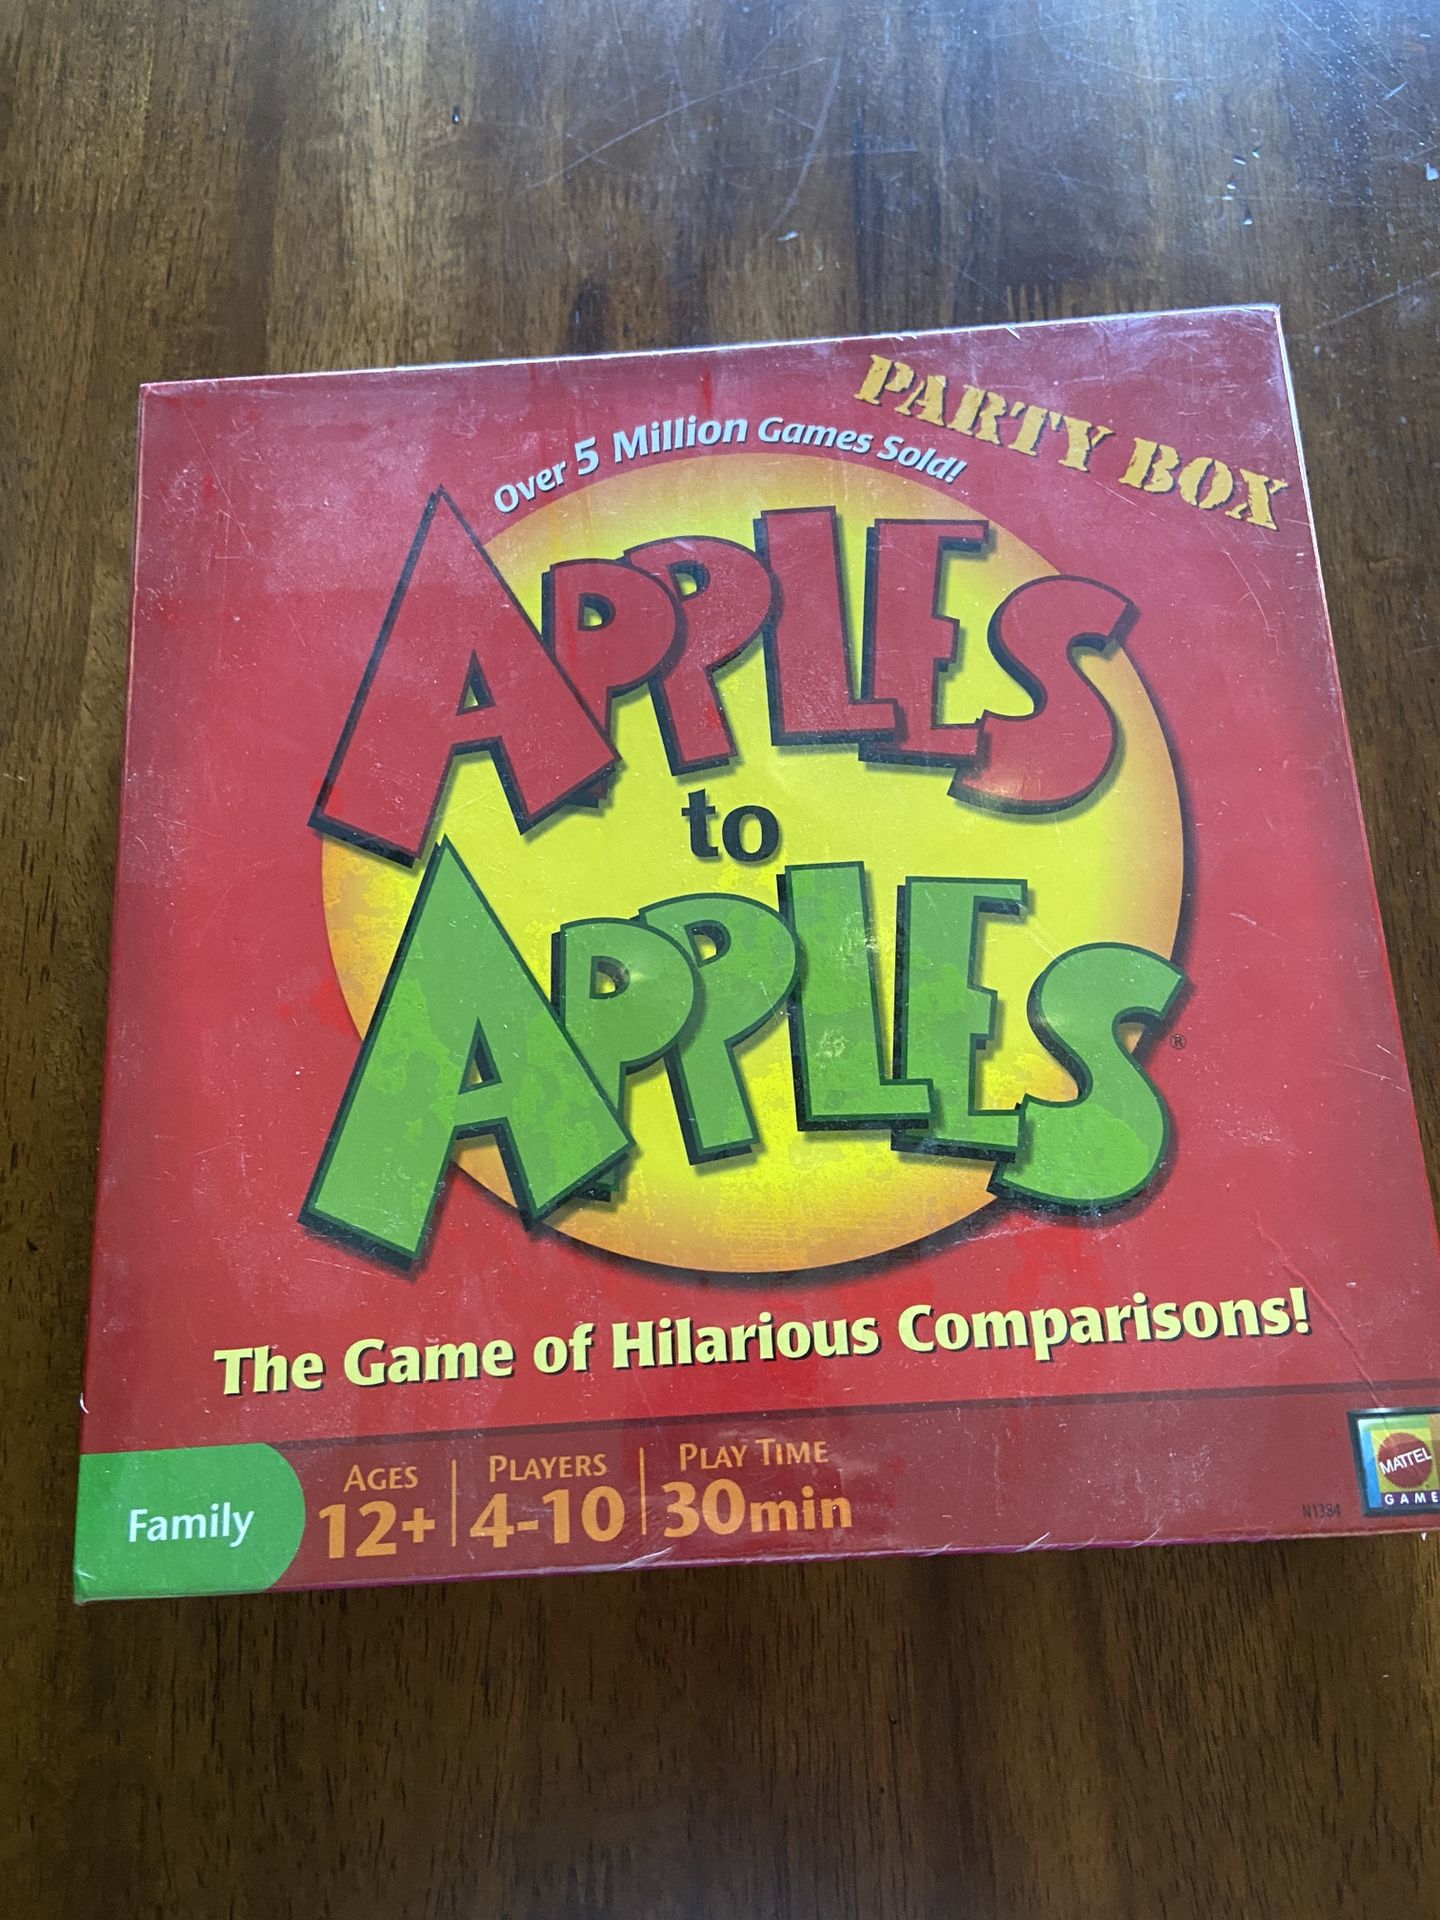 PARTY BOX
Over 5 Million Games Sold!
APPLES
to
APPLES®
The Game of Hilarious Comparisons!
Family
AGES
12+
PLAYERS
4-10
PLAY TIME
30min
N1384
MATTEL
GAME